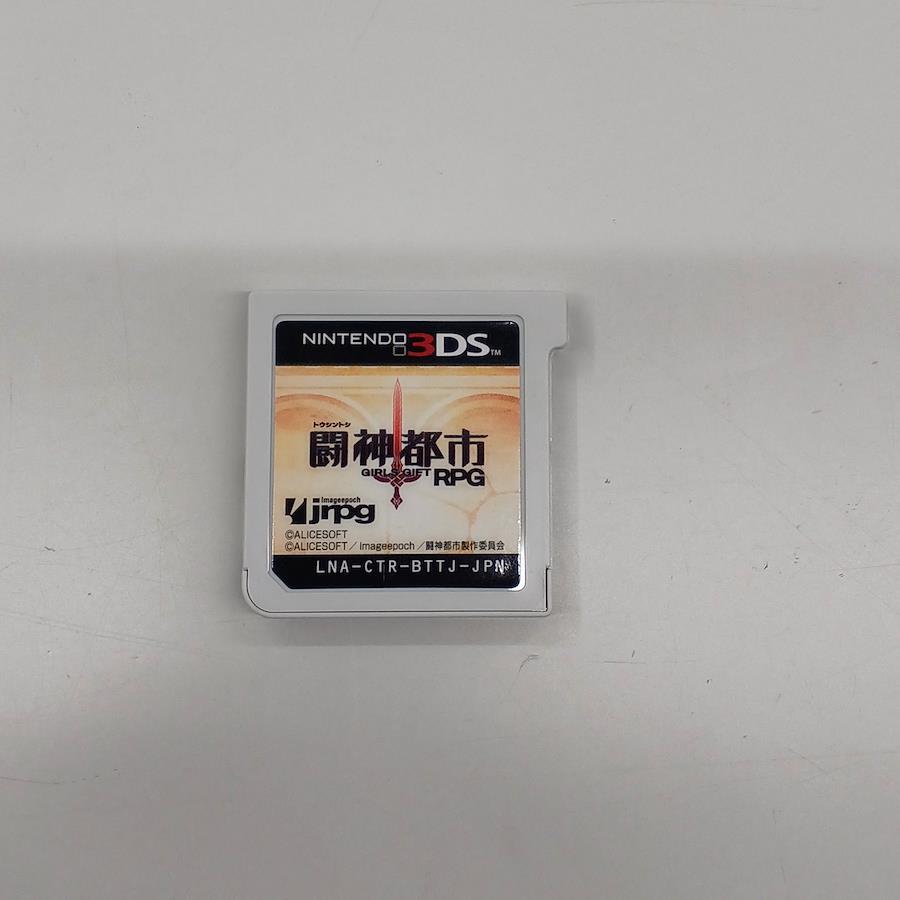 NINTENDO3DS™
トウシントシ
闘神都市
GIRLS GIFT RPG
imageepoch
jrpg
©ALICESOFT
©ALICESOFT／imageepoch／闘神都市製作委員会
LNA-CTR-BTTJ-JPN